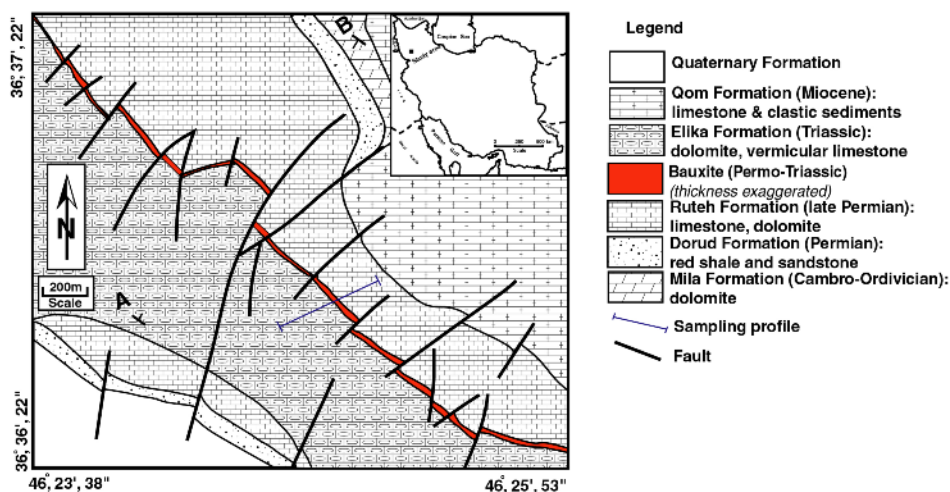 36°, 37', 22"
36°, 36', 22"
B
A
N
200m
Scale
46°, 23', 38"
46°, 25', 53"
Caspian Sea
200
Scale
Legend
Quaternary Formation
Qom Formation (Miocene):
limestone & clastic sediments
Elika Formation (Triassic):
dolomite, vermicular limestone
Bauxite (Permo-Triassic)
(thickness exaggerated)
Ruteh Formation (late Permian):
limestone, dolomite
Dorud Formation (Permian):
red shale and sandstone
Mila Formation (Cambro-Ordivician):
dolomite
Sampling profile
Fault